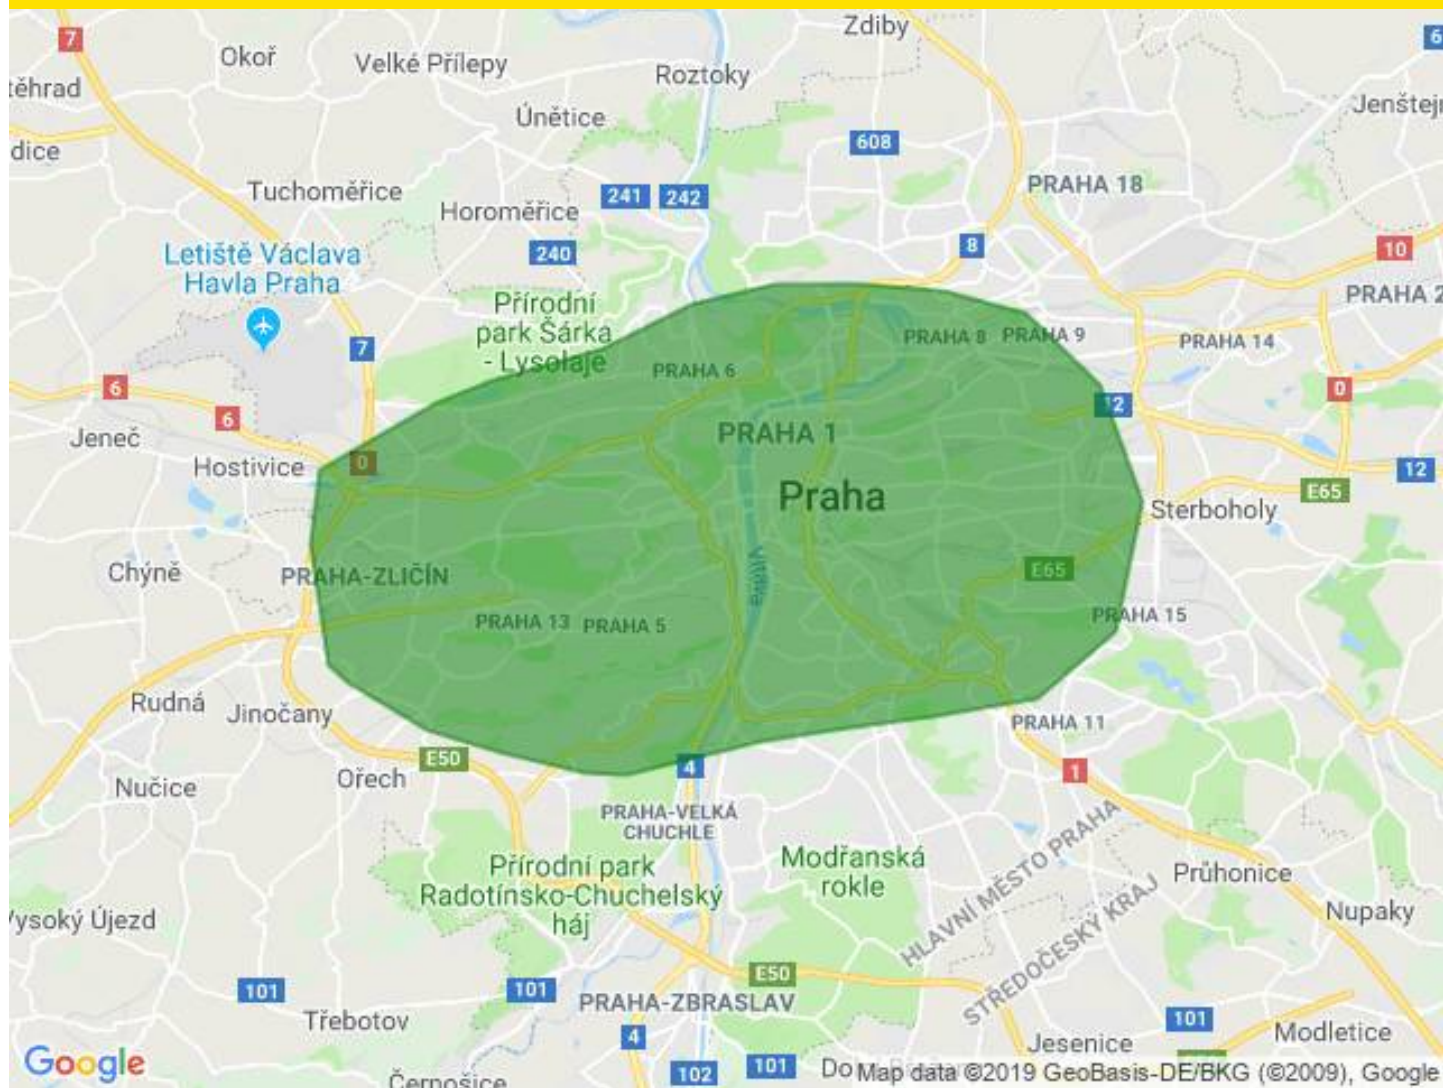 Zdiby
7
Okoř
Velké Přílepy
Roztoky
6
těhrad
Jenštejn
Únětice
dice
608
Tuchoměřice
241
242
PRAHA 18
Horoměřice
8
10
Letiště Václava
Havla Praha
240
PRAHA 2
Přírodní
park Šárka
- Lysolaje
7
PRAHA 8
PRAHA 9
PRAHA 14
PRAHA 6
6
0
12
6
Jeneč
PRAHA 1
Hostivice
0
12
Praha
E65
Sterboholy
Chýně
PRAHA-ZLIČÍN
E65
Vltava
PRAHA 13
PRAHA 5
PRAHA 15
Rudná
Jinočany
PRAHA 11
E50
4
1
Ořech
Nučice
PRAHA-VELKÁ
CHUCHLE
Přírodní park
Radotínsko-Chuchelský
háj
Modřanská
rokle
HLAVNÍ MĚSTO PRAHA
STŘEDOČESKÝ KRAJ
Průhonice
Vysoký Újezd
Nupaky
E50
101
101
PRAHA-ZBRASLAV
Třebotov
4
101
Modletice
Jesenice
Google
Černošice
102
101
Do
Map data ©2019 GeoBasis-DE/BKG (©2009), Google